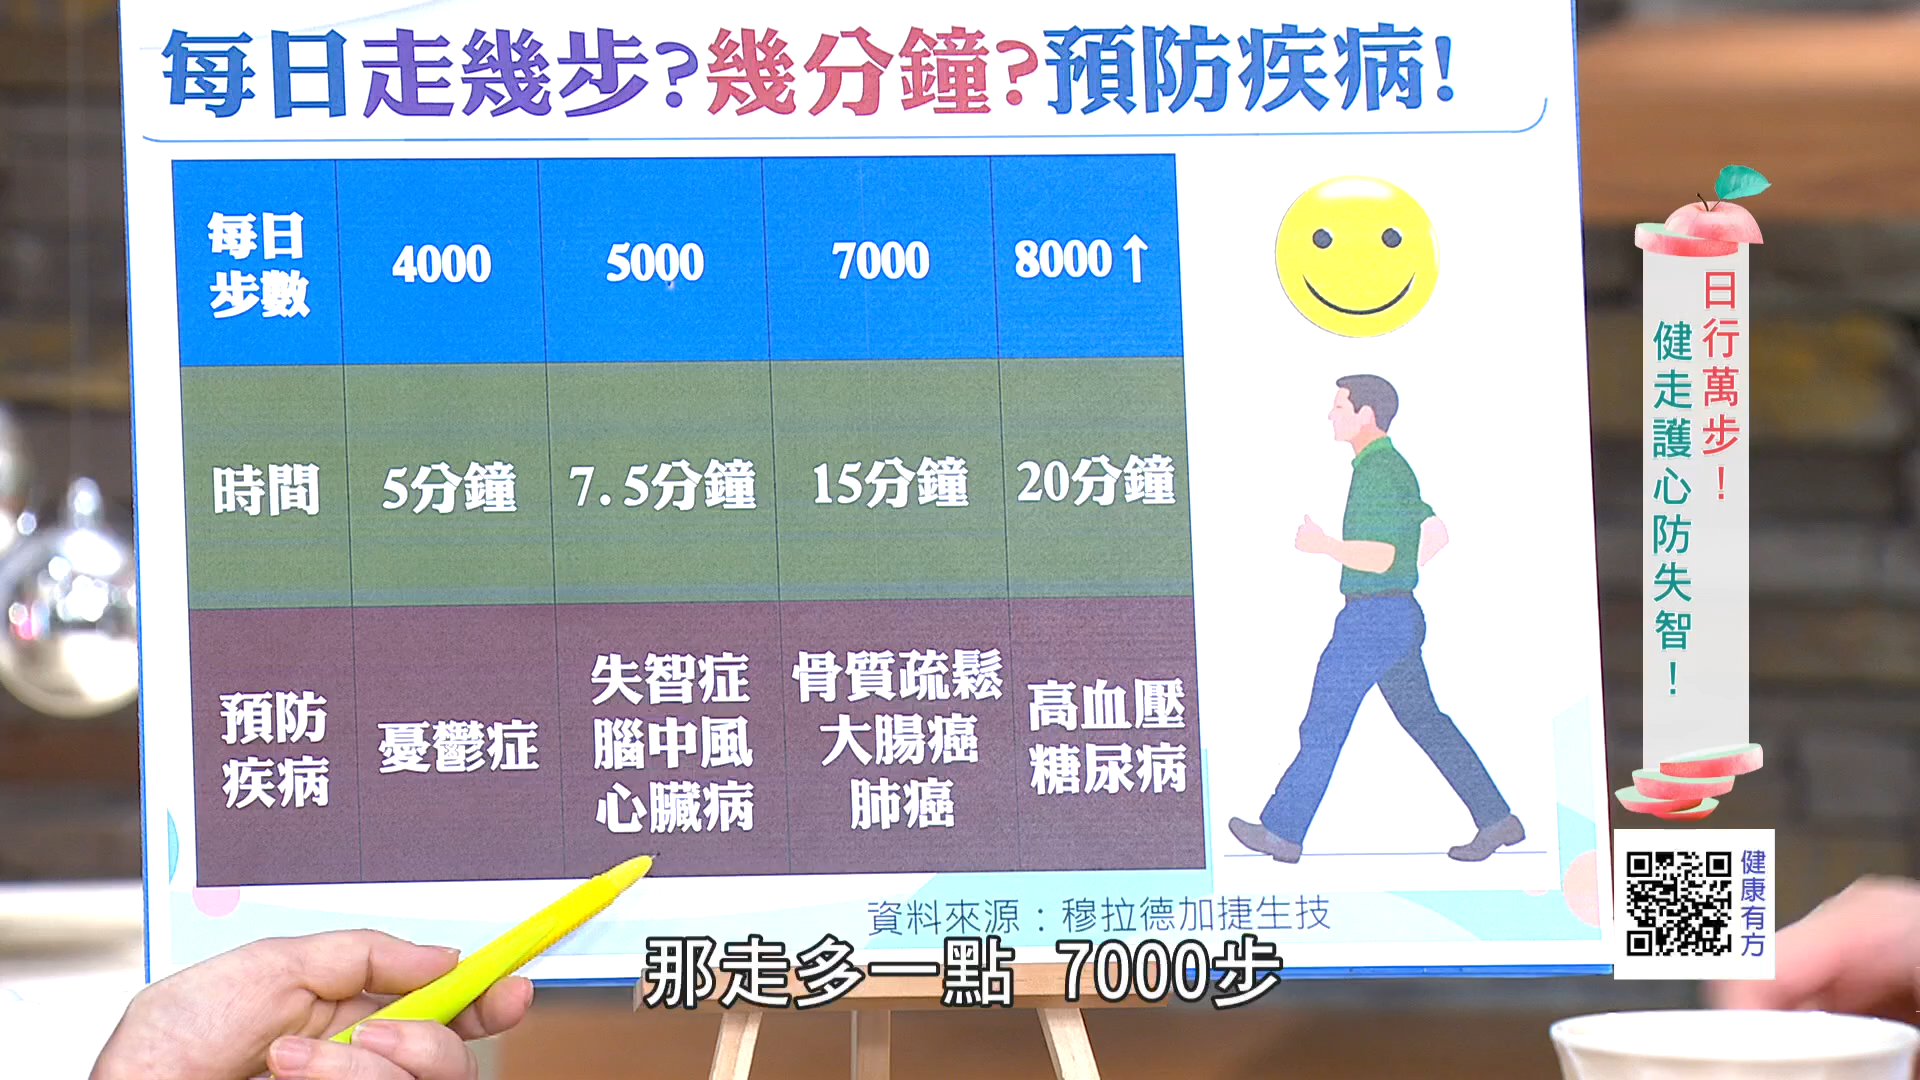 每日走幾步?幾分鐘?預防疾病!
每日
步數
4000
5000
7000
8000↑
時間
5分鐘
7.5分鐘
15分鐘
20分鐘
預防
疾病
憂鬱症
失智症
腦中風
心臟病
骨質疏鬆
大腸癌
肺癌
高血壓
糖尿病
資料來源：穆拉德加捷生技
日行萬步！
健走護心防失智！
健康有方
那走多一點 7000步